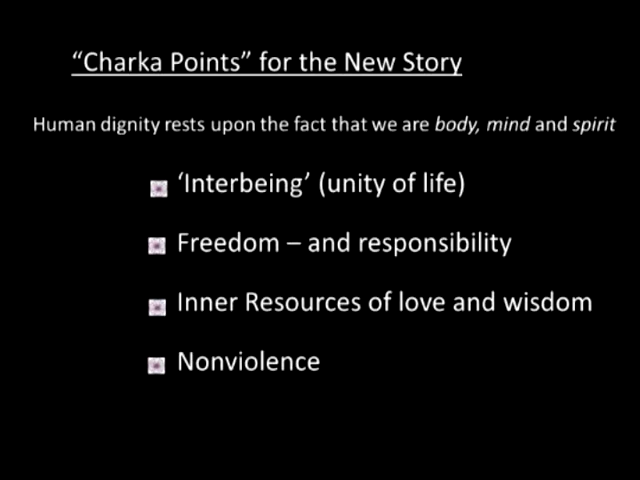 “Charka Points” for the New Story
Human dignity rests upon the fact that we are body, mind and spirit
‘Interbeing’ (unity of life)
Freedom – and responsibility
Inner Resources of love and wisdom
Nonviolence